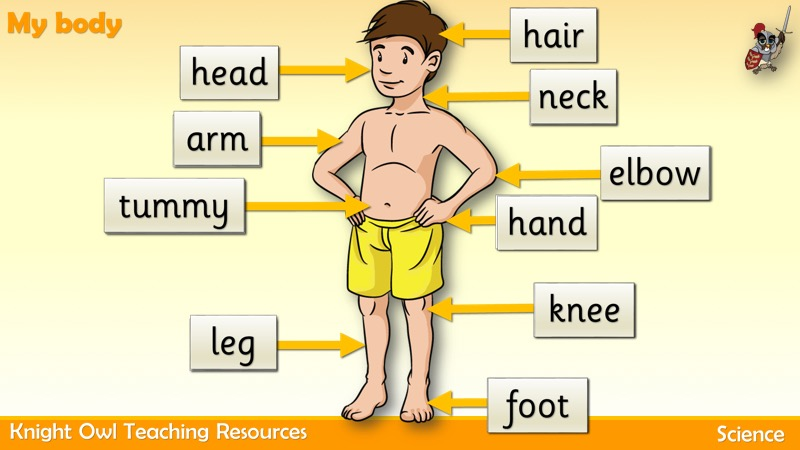 My body
hair
head
neck
arm
elbow
tummy
hand
knee
leg
foot
Knight Owl Teaching Resources
Science